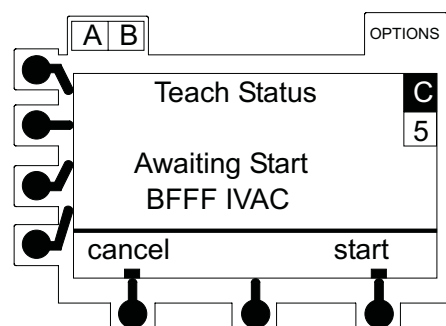 A B
OPTIONS
Teach Status
C
5
Awaiting Start
BFFF IVAC
cancel start